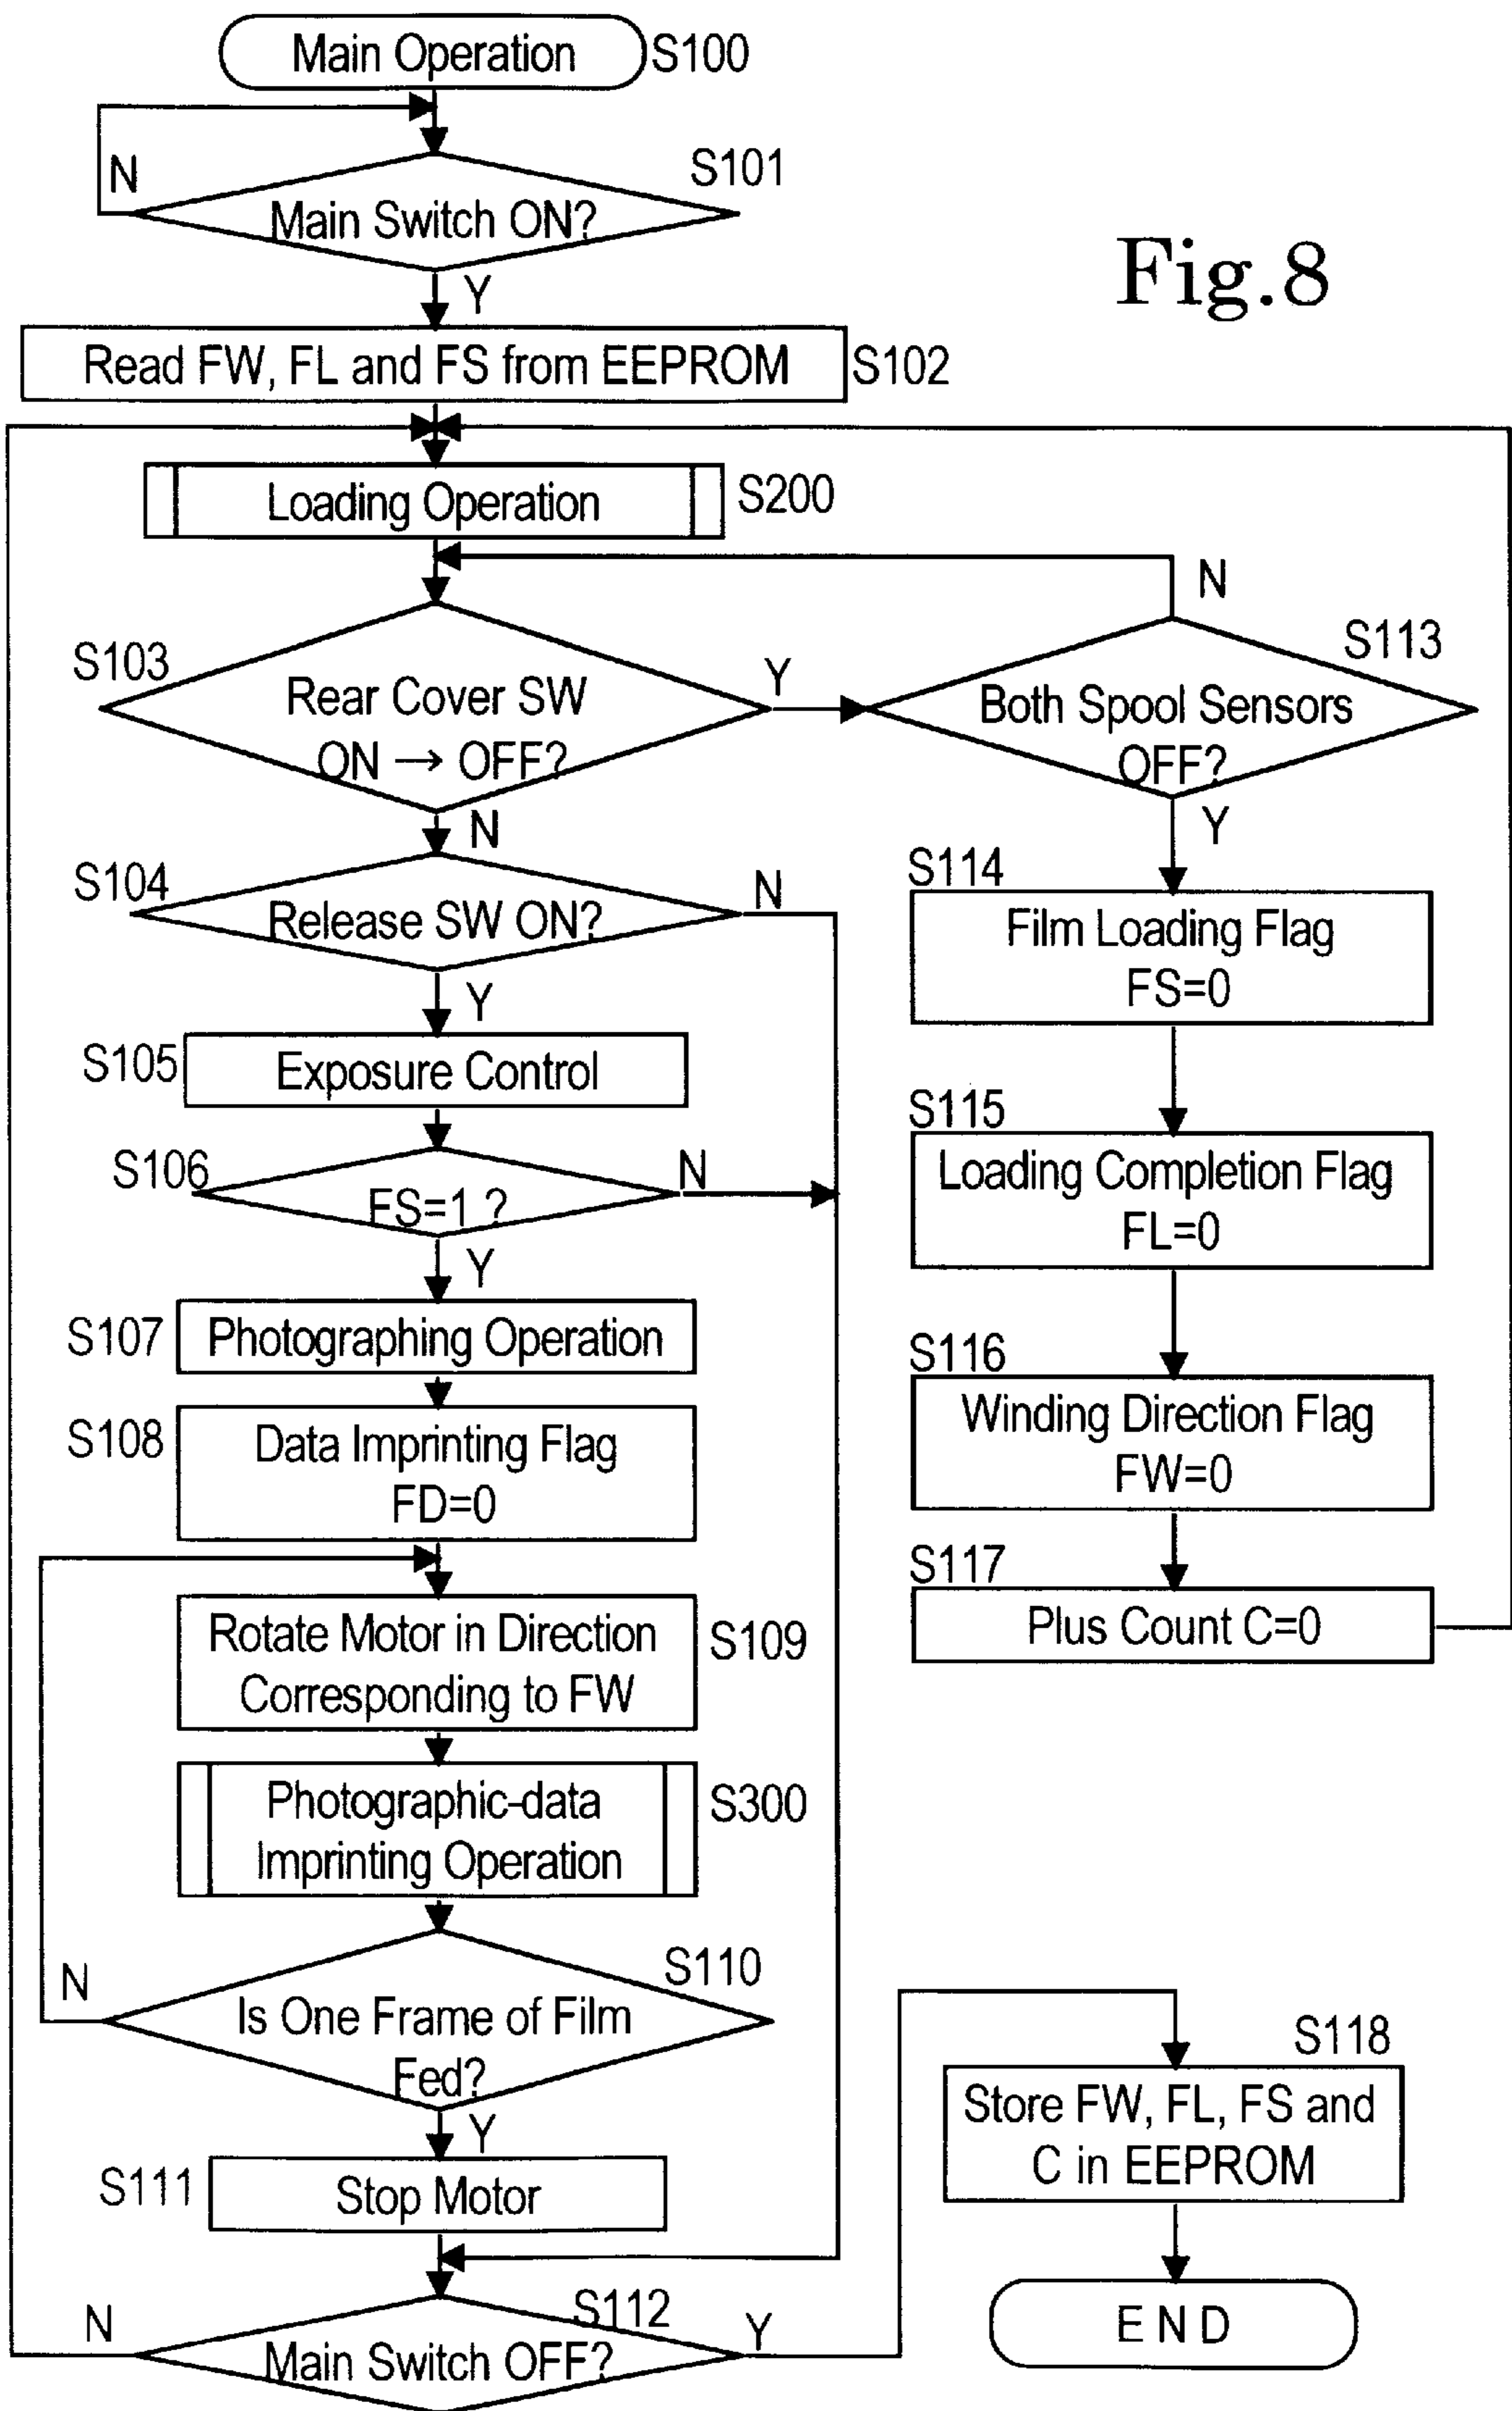 Main Operation S100
N
S101
Main Switch ON?
Fig.8
Y
Read FW, FL and FS from EEPROM S102
Loading Operation S200
N
S103
S113
Rear Cover SW
ON → OFF?
Y
Both Spool Sensors
OFF?
N
Y
S104
Release SW ON?
N
S114
Film Loading Flag
FS=0
Y
S105 Exposure Control
S115
Loading Completion Flag
FL=0
S106
FS=1 ?
N
Y
S107 Photographing Operation
S116
Winding Direction Flag
FW=0
S108
Data Imprinting Flag
FD=0
S117
Plus Count C=0
Rotate Motor in Direction
Corresponding to FW
S109
Photographic-data
Imprinting Operation
S300
N
S110
Is One Frame of Film
Fed?
Y
S111 Stop Motor
S118
Store FW, FL, FS and
C in EEPROM
N
S112
Main Switch OFF?
Y
END